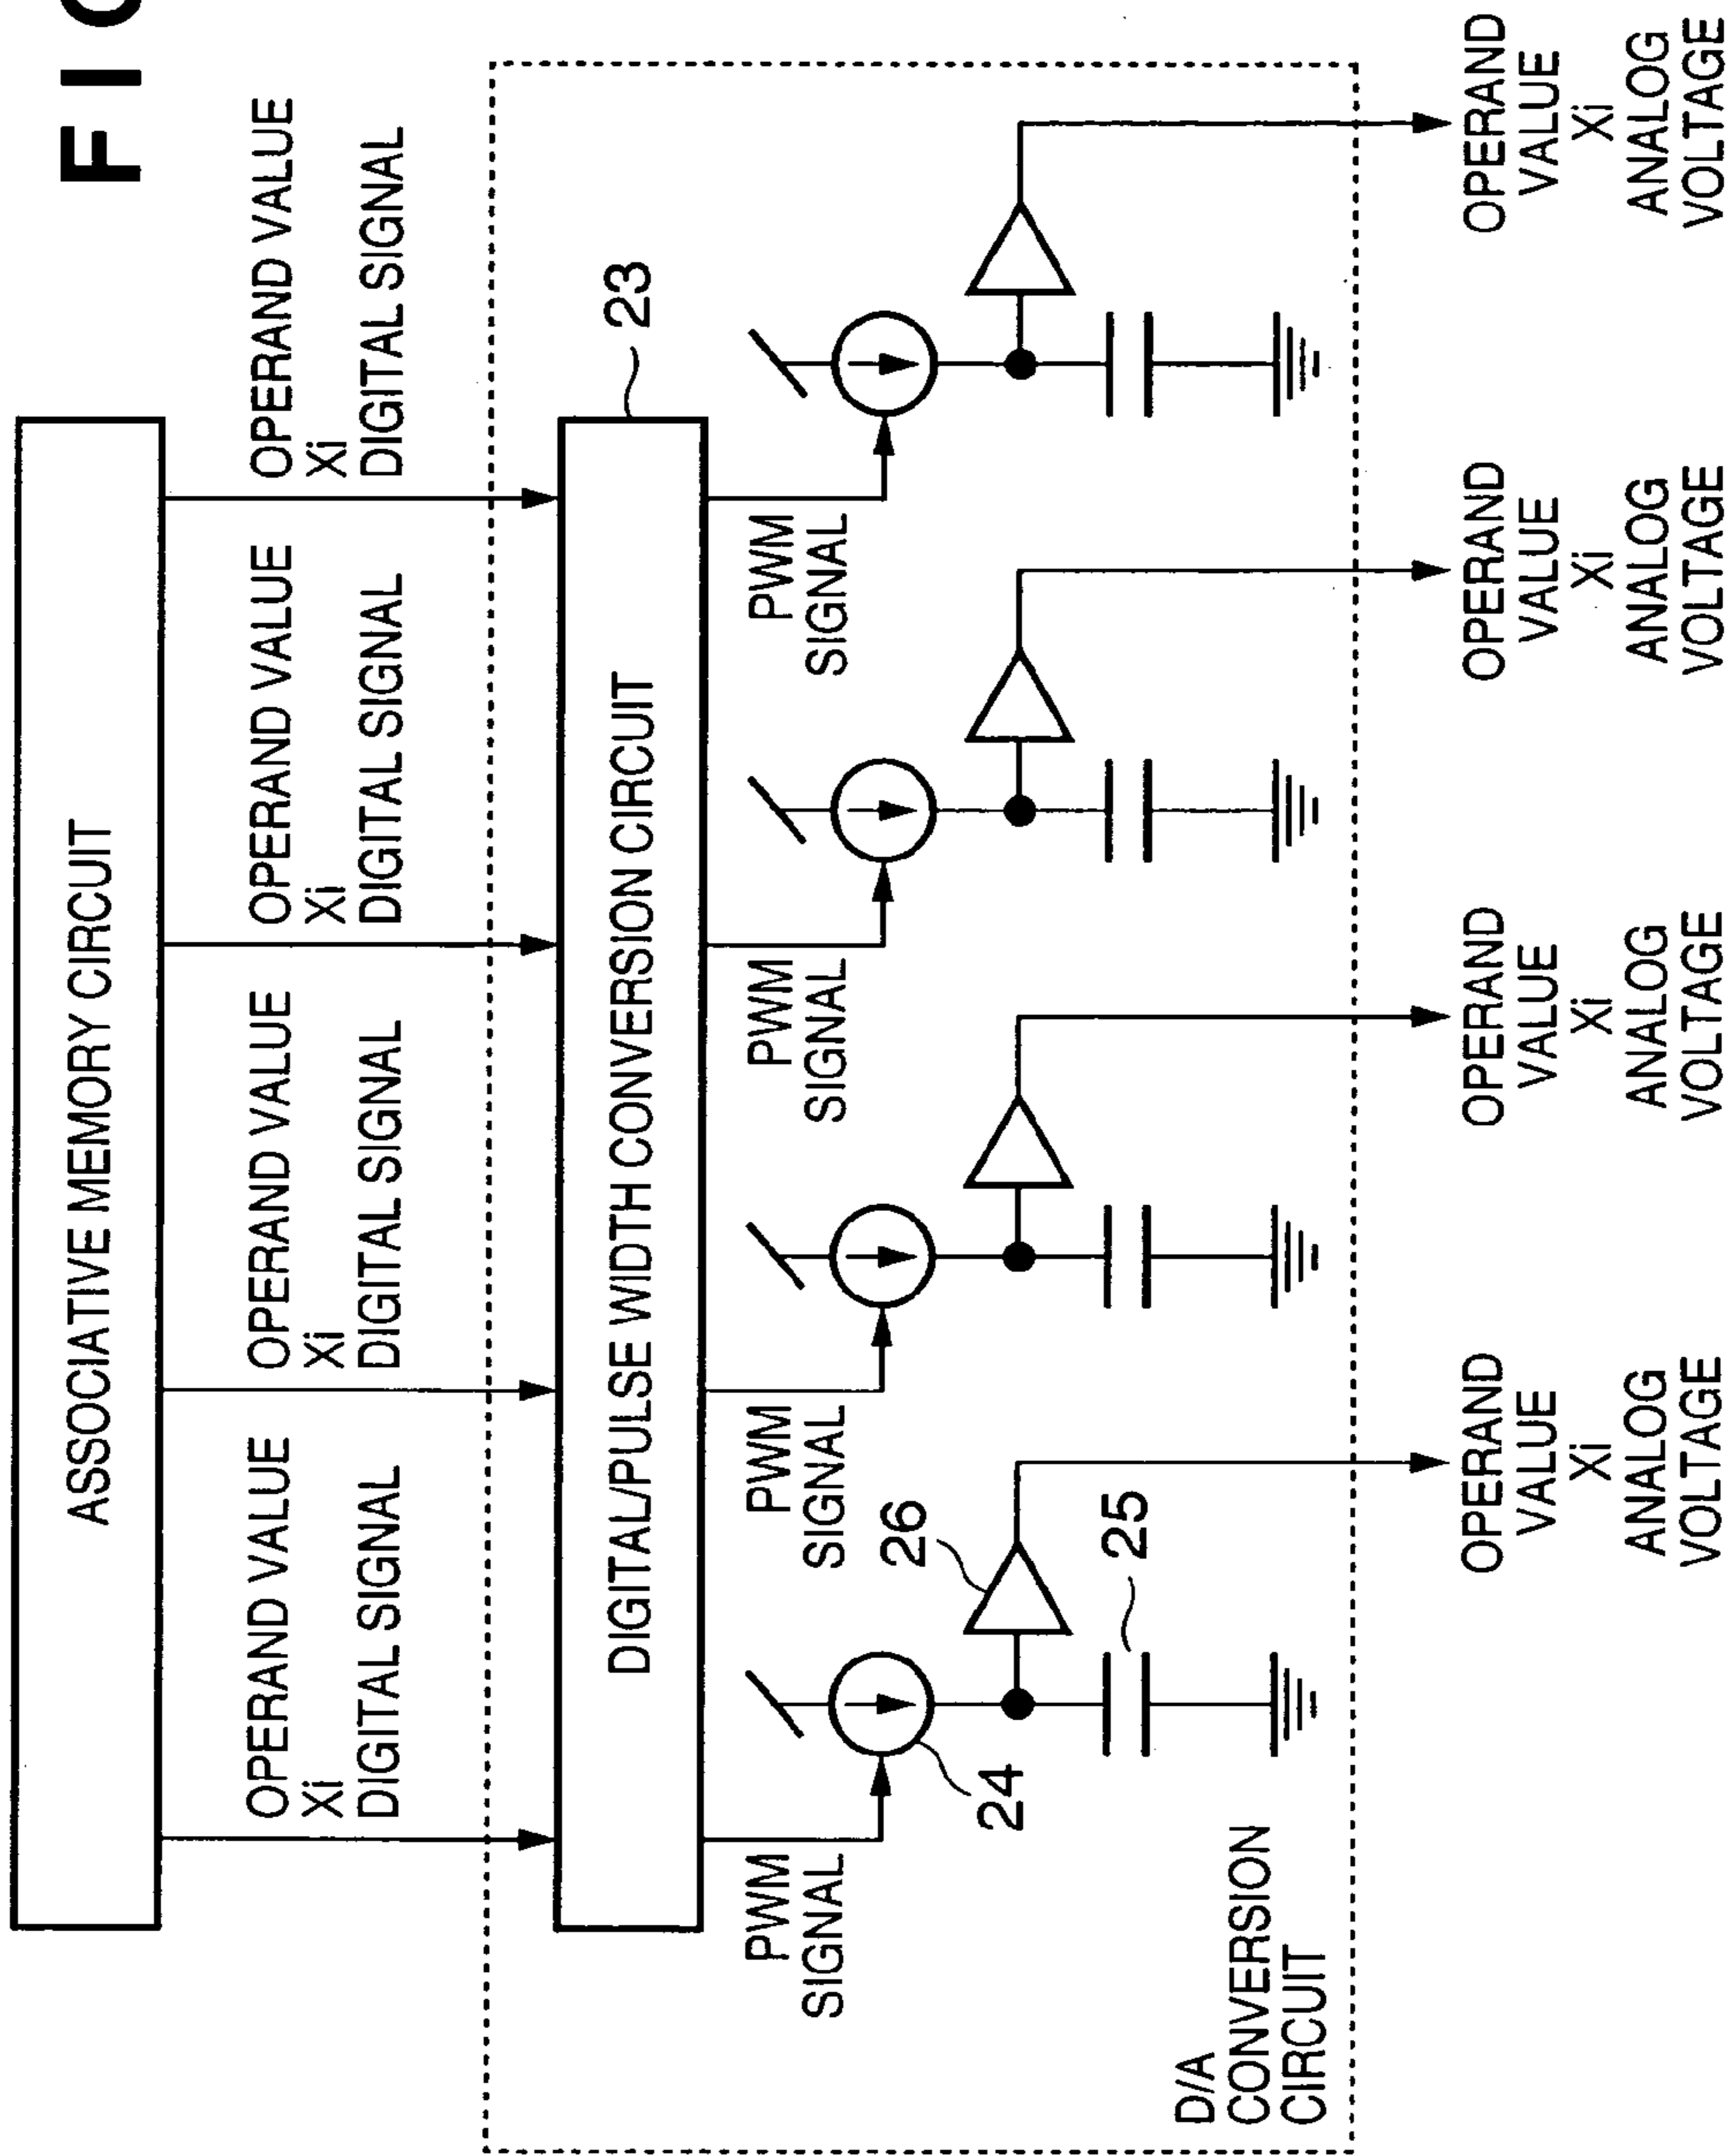 F I
ASSOCIATIVE MEMORY CIRCUIT
OPERAND VALUE
Xi
DIGITAL SIGNAL
OPERAND VALUE
Xi
DIGITAL SIGNAL
OPERAND VALUE
Xi
DIGITAL SIGNAL
OPERAND VALUE
Xi
DIGITAL SIGNAL
DIGITAL/PULSE WIDTH CONVERSION CIRCUIT
23
PWM
SIGNAL
PWM
SIGNAL
PWM
SIGNAL
PWM
SIGNAL
26
24
25
D/A
CONVERSION
CIRCUIT
OPERAND
VALUE
Xi
ANALOG
VOLTAGE
OPERAND
VALUE
Xi
ANALOG
VOLTAGE
OPERAND
VALUE
Xi
ANALOG
VOLTAGE
OPERAND
VALUE
Xi
ANALOG
VOLTAGE